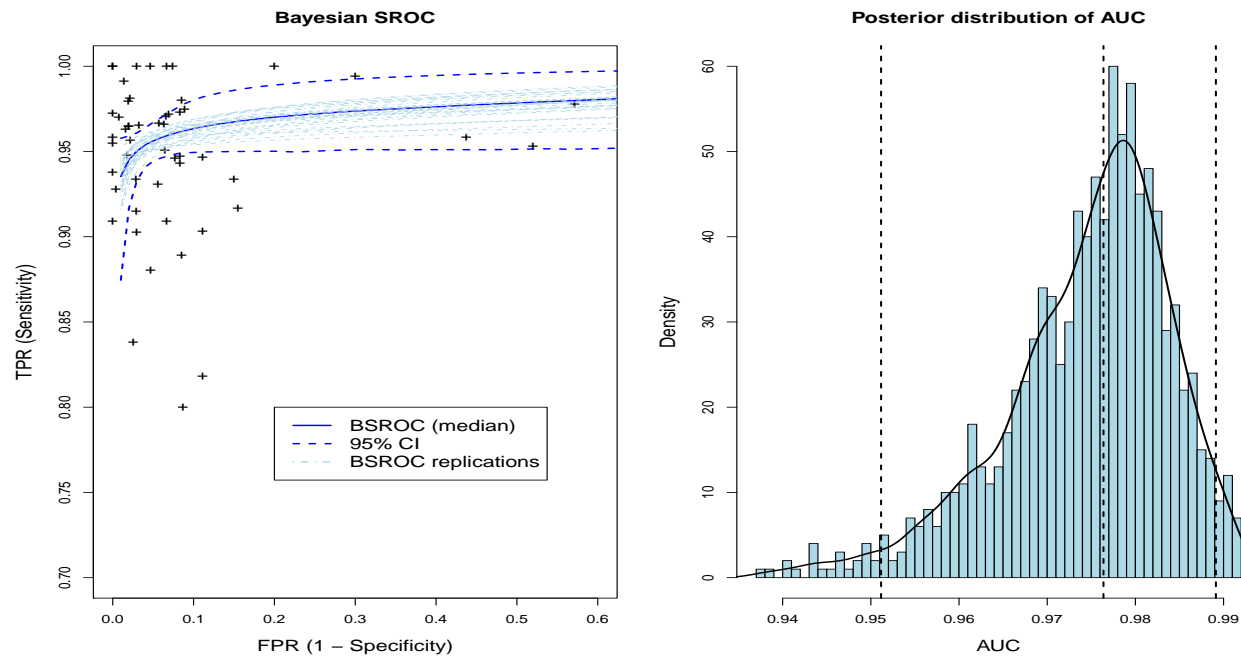 Bayesian SROC
TPR (Sensitivity)
1.00
0.95
0.90
0.85
0.80
0.75
0.70
BSROC (median)
95% CI
BSROC replications
0.0 0.1 0.2 0.3 0.4 0.5 0.6
FPR (1 − Specificity)
Posterior distribution of AUC
Density
60
50
40
30
20
10
0
0.94 0.95 0.96 0.97 0.98 0.99
AUC